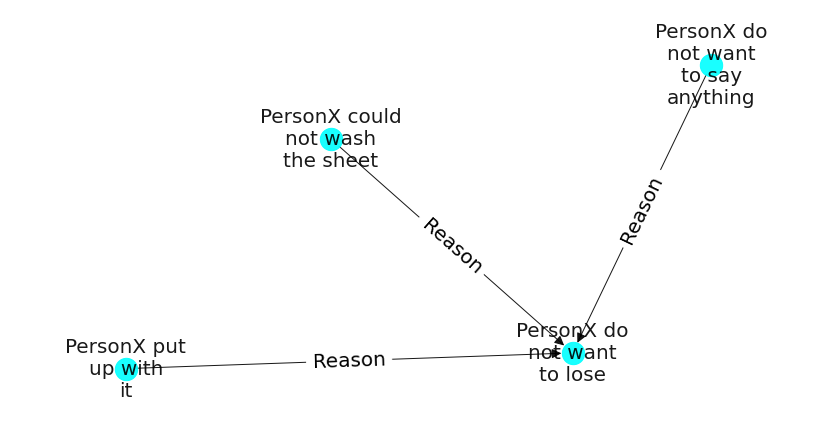 PersonX do
not want
to say
anything
PersonX could
not wash
the sheet
Reason
Reason
PersonX do
not want
to lose
PersonX put
up with
it
Reason